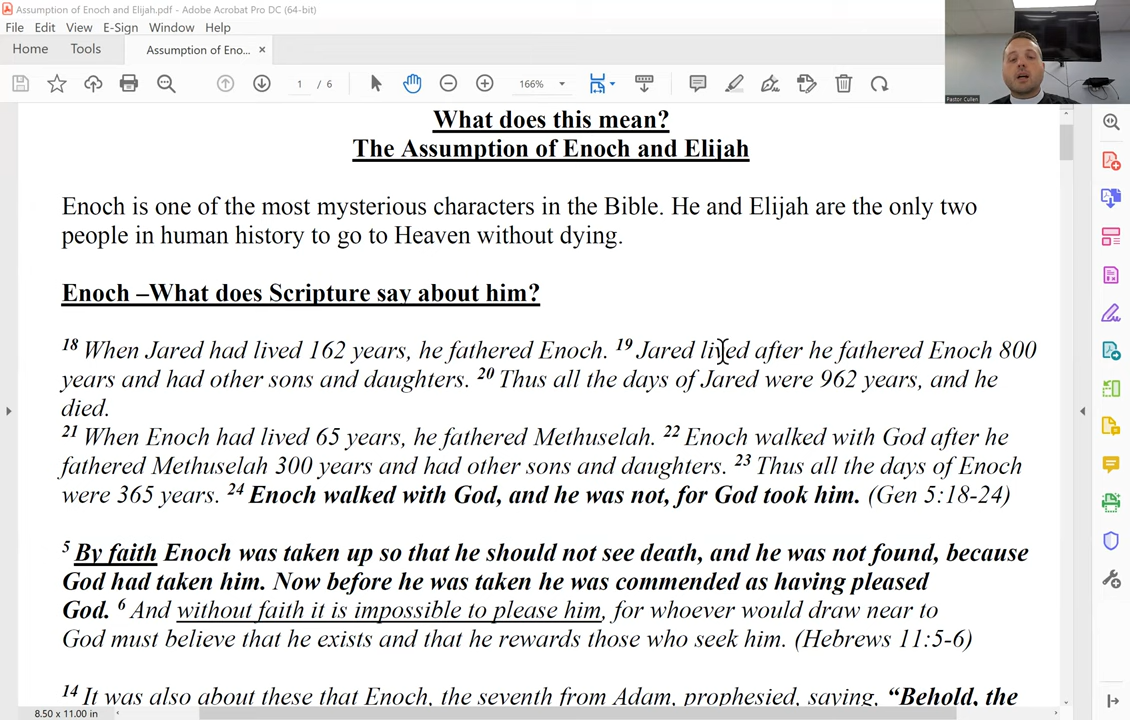 Assumption of Enoch and Elijah.pdf - Adobe Acrobat Pro DC (64-bit)
File Edit View E-Sign Window Help
Home Tools Assumption of Eno... ×
1 / 6 166%
Pastor Cullen
What does this mean?
The Assumption of Enoch and Elijah
Enoch is one of the most mysterious characters in the Bible. He and Elijah are the only two
people in human history to go to Heaven without dying.
Enoch –What does Scripture say about him?
18 When Jared had lived 162 years, he fathered Enoch. 19 Jared lived after he fathered Enoch 800
years and had other sons and daughters. 20 Thus all the days of Jared were 962 years, and he
died.
21 When Enoch had lived 65 years, he fathered Methuselah. 22 Enoch walked with God after he
fathered Methuselah 300 years and had other sons and daughters. 23 Thus all the days of Enoch
were 365 years. 24 Enoch walked with God, and he was not, for God took him. (Gen 5:18-24)
5 By faith Enoch was taken up so that he should not see death, and he was not found, because
God had taken him. Now before he was taken he was commended as having pleased
God. 6 And without faith it is impossible to please him, for whoever would draw near to
God must believe that he exists and that he rewards those who seek him. (Hebrews 11:5-6)
14 It was also about these that Enoch, the seventh from Adam, prophesied, saying, “Behold, the
8.50 x 11.00 in